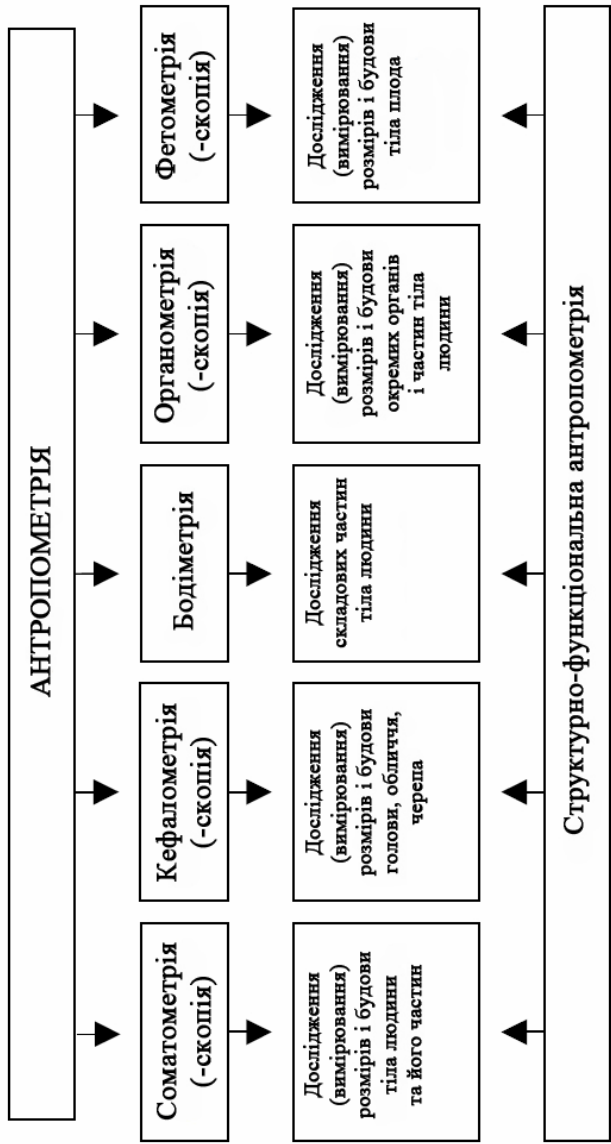 АНТРОПОМЕТРІЯ
Соматометрія
(-скопія)
Кефалометрія
(-скопія)
Бодіметрія
Органометрія
(-скопія)
Фетометрія
(-скопія)
Дослідження
(вимірювання)
розмірів і будови
тіла людини
та його частин
Дослідження
(вимірювання)
розмірів і будови
голови, обличчя,
черепа
Дослідження
складових частин
тіла людини
Дослідження
(вимірювання)
розмірів і будови
окремих органів
і частин тіла
людини
Дослідження
(вимірювання)
розмірів і будови
тіла плода
Структурно-функціональна антропометрія